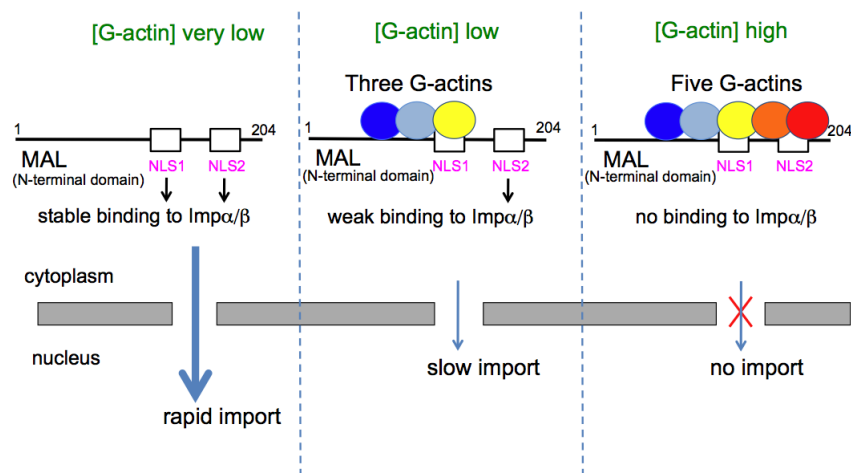 [G-actin] very low
[G-actin] low
[G-actin] high
Three G-actins
Five G-actins
1
204
1
204
1
204
MAL
NLS1
NLS2
(N-terminal domain)
MAL
NLS1
NLS2
(N-terminal domain)
MAL
NLS1
NLS2
(N-terminal domain)
stable binding to Impα/β
weak binding to Impα/β
no binding to Impα/β
cytoplasm
nucleus
rapid import
slow import
no import